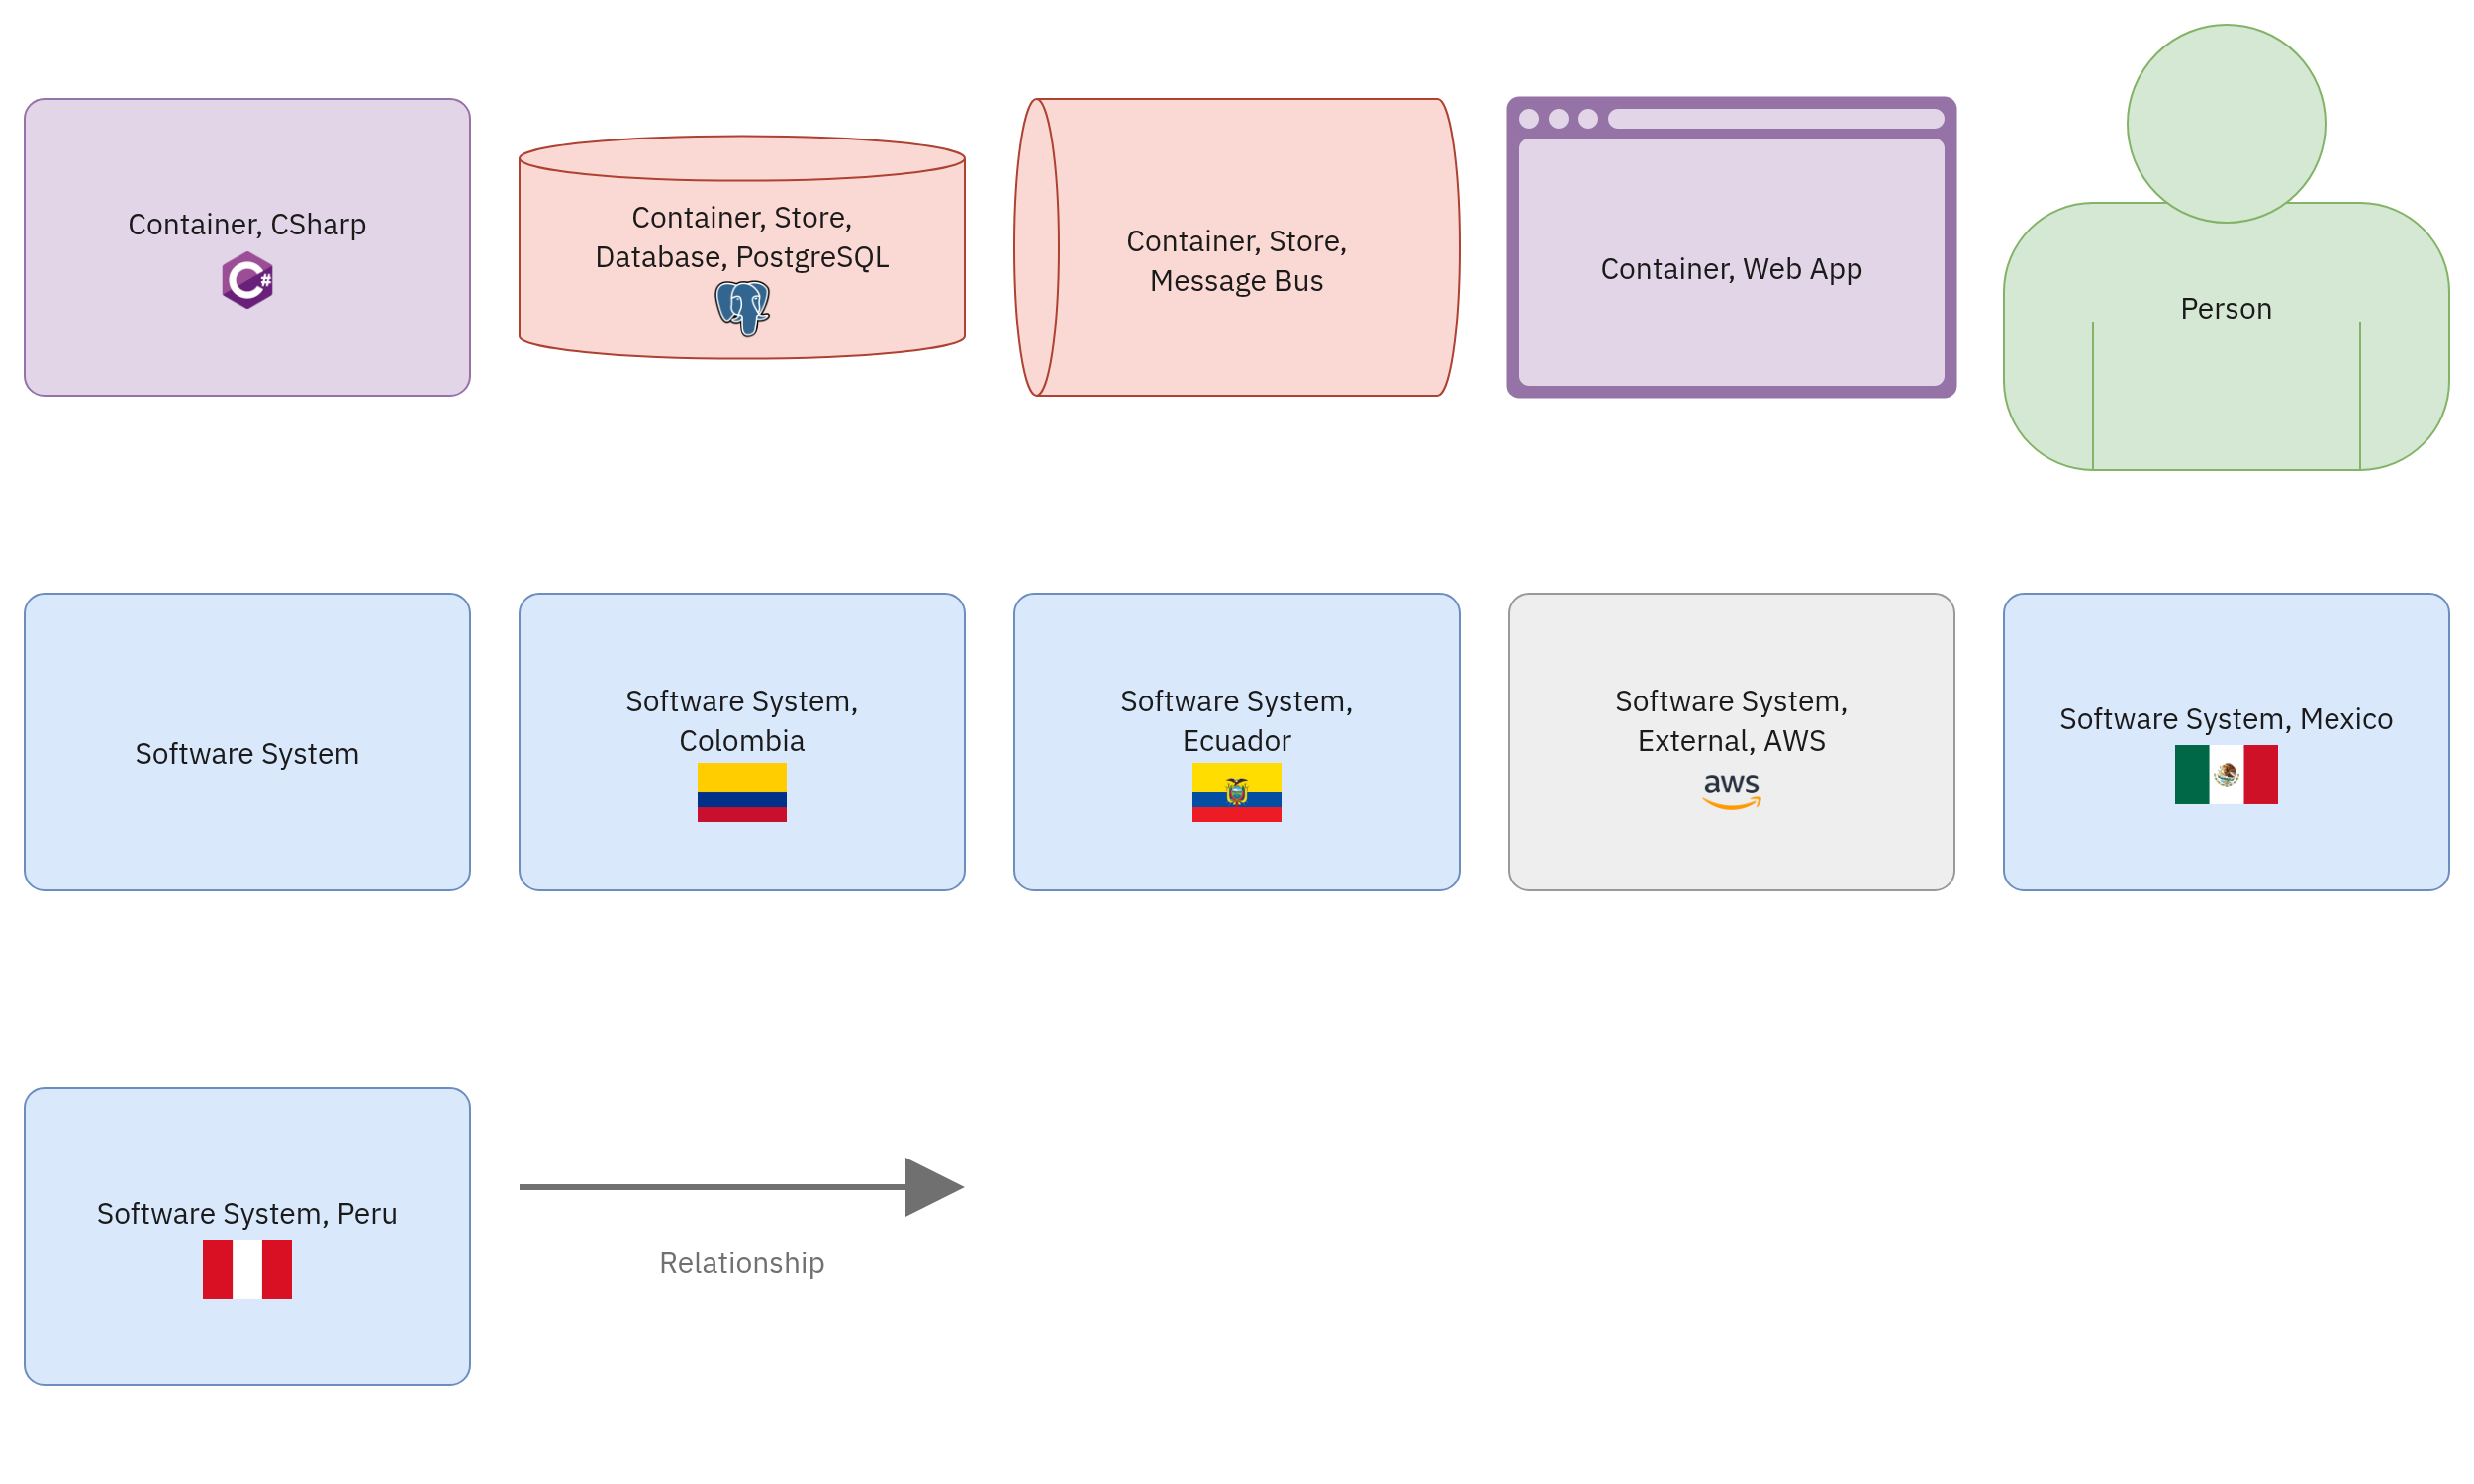 Container, CSharp
Container, Store,
Database, PostgreSQL
Container, Store,
Message Bus
Container, Web App
Person
Software System
Software System,
Colombia
Software System,
Ecuador
Software System,
External, AWS
aws
Software System, Mexico
Software System, Peru
Relationship